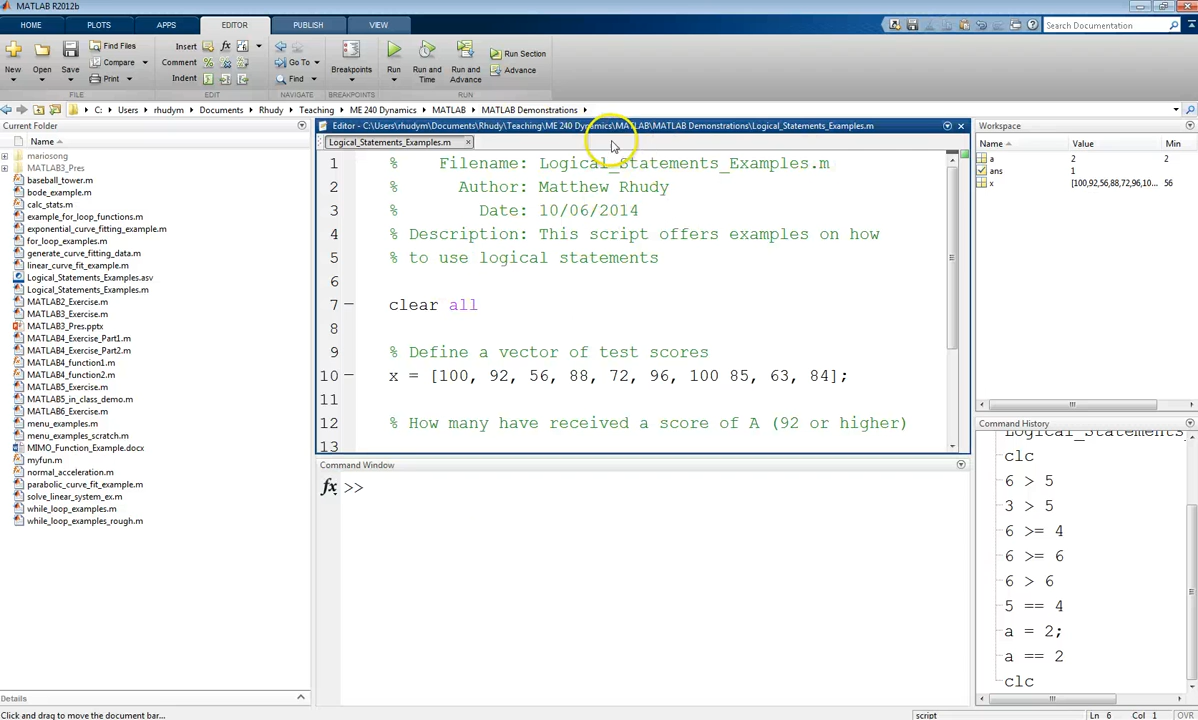 MATLAB R2012b
HOME
PLOTS
APPS
EDITOR
PUBLISH
VIEW
Search Documentation
New
Open
Save
Find Files
Compare
Print
Insert
Comment
Indent
Go To
Find
Breakpoints
Run
Run and Time
Run and Advance
Run Section
Advance
FILE
EDIT
NAVIGATE
BREAKPOINTS
RUN
C: Users rhudym Documents Rhudy Teaching ME 240 Dynamics MATLAB MATLAB Demonstrations
Current Folder
Name
mariosong
MATLAB3_Pres
baseball_tower.m
bode_example.m
calc_stats.m
example_for_loop_functions.m
exponential_curve_fitting_example.m
for_loop_examples.m
generate_curve_fitting_data.m
linear_curve_fit_example.m
Logical_Statements_Examples.asv
Logical_Statements_Examples.m
MATLAB2_Exercise.m
MATLAB3_Exercise.m
MATLAB3_Pres.pptx
MATLAB4_Exercise_Part1.m
MATLAB4_Exercise_Part2.m
MATLAB4_function1.m
MATLAB4_function2.m
MATLAB5_Exercise.m
MATLAB5_in_class_demo.m
MATLAB6_Exercise.m
menu_examples.m
menu_examples_scratch.m
MIMO_Function_Example.docx
myfun.m
normal_acceleration.m
parabolic_curve_fit_example.m
solve_linear_system_ex.m
while_loop_examples.m
while_loop_examples_rough.m
Details
Editor - C:\Users\rhudym\Documents\Rhudy\Teaching\ME 240 Dynamics\MATLAB\MATLAB Demonstrations\Logical_Statements_Examples.m
Logical_Statements_Examples.m
1 % Filename: Logical_Statements_Examples.m
2 % Author: Matthew Rhudy
3 % Date: 10/06/2014
4 % Description: This script offers examples on how
5 % to use logical statements
6
7 clear all
8
9 % Define a vector of test scores
10 x = [100, 92, 56, 88, 72, 96, 100 85, 63, 84];
11
12 % How many have received a score of A (92 or higher)
13
Command Window
fx >>
Workspace
Name Value Min
a 2 2
ans 1
x [100,92,56,88,72,96,10... 56
Command History
Logical_Statements_
clc
6 > 5
3 > 5
6 >= 4
6 >= 6
6 > 6
5 == 4
a = 2;
a == 2
clc
Click and drag to move the document bar...
script
Ln 6 Col 1 OVR